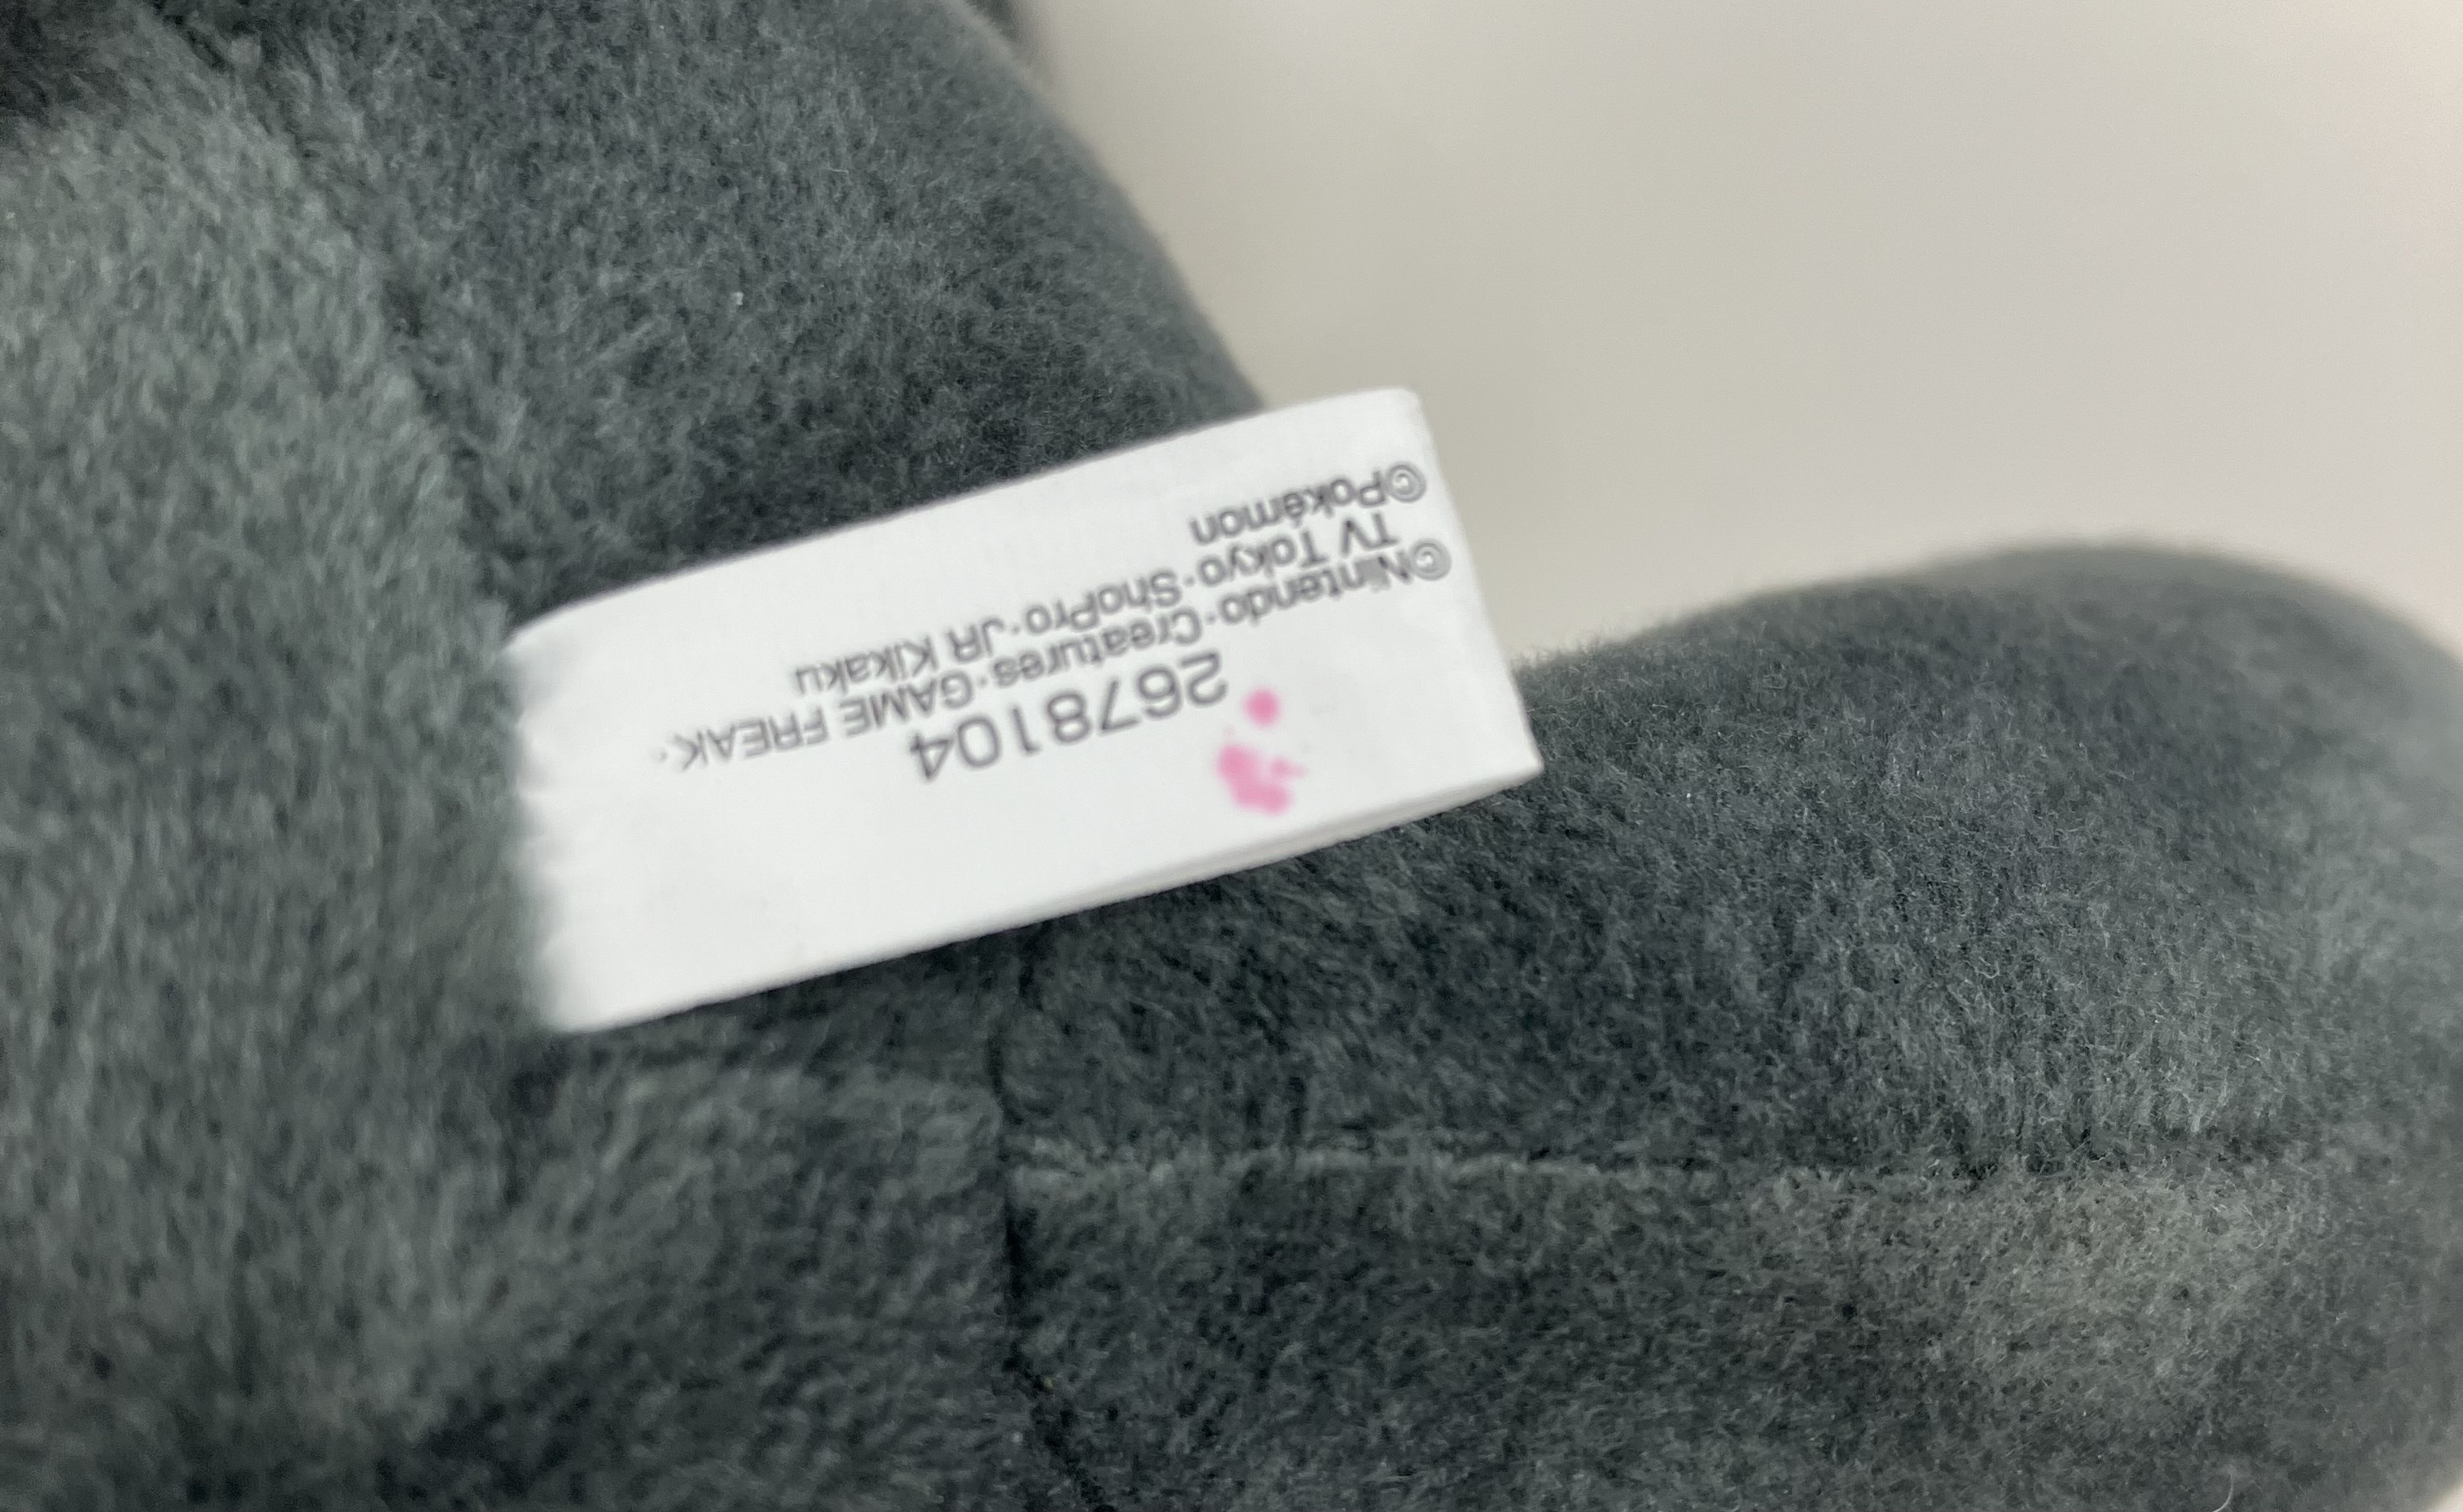 2678104
©Nintendo･Creatures･GAME FREAK･
TV Tokyo･ShoPro･JR Kikaku
©Pokémon